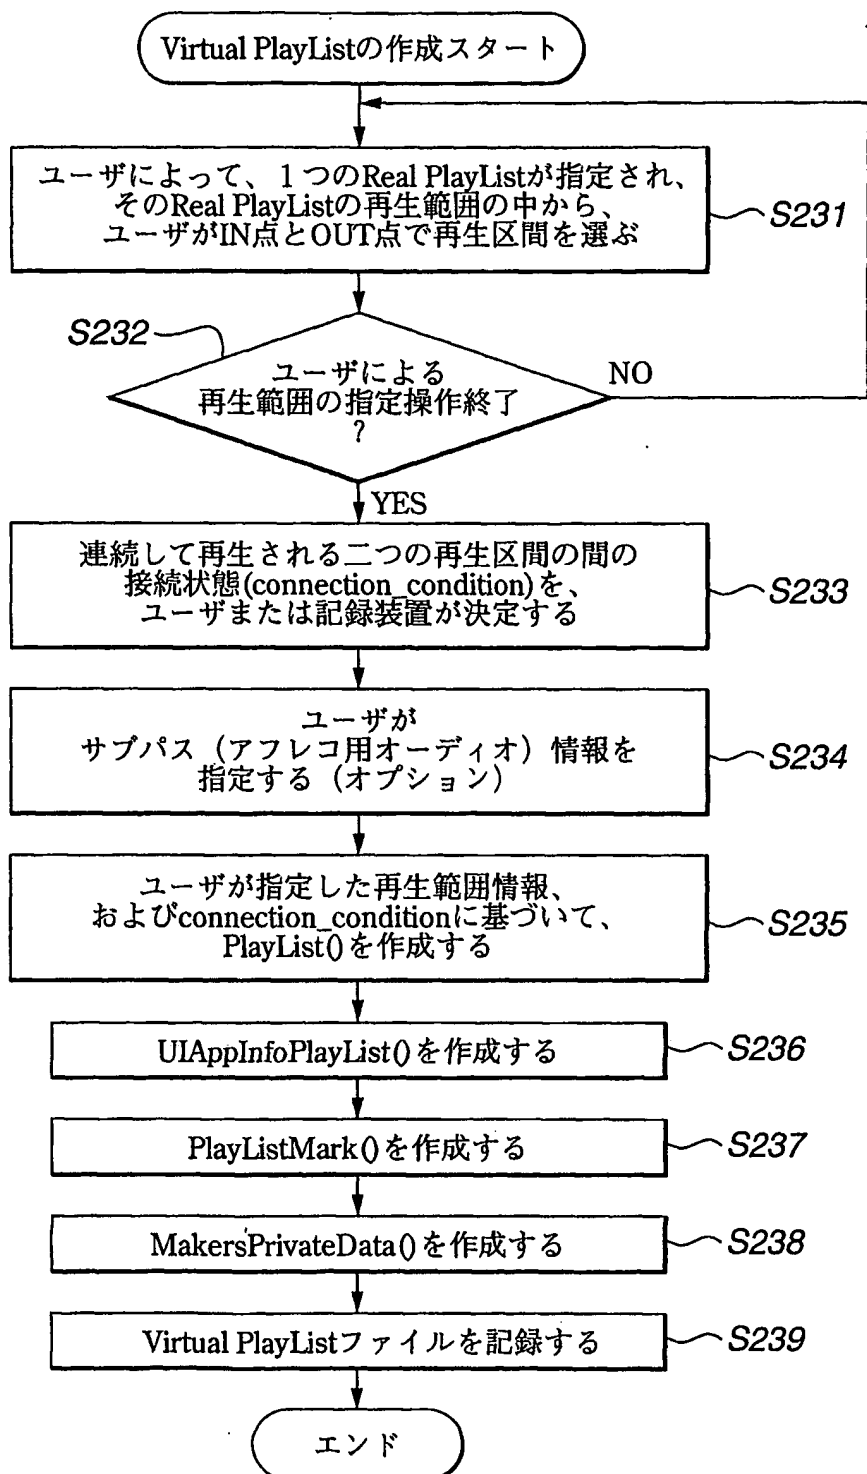 Virtual PlayListの作成スタート
ユーザによって、1つのReal PlayListが指定され、
そのReal PlayListの再生範囲の中から、
ユーザがIN点とOUT点で再生区間を選ぶ
S231
S232
ユーザによる
再生範囲の指定操作終了
?
NO
YES
連続して再生される二つの再生区間の間の
接続状態(connection_condition)を、
ユーザまたは記録装置が決定する
S233
ユーザが
サブパス（アフレコ用オーディオ）情報を
指定する（オプション）
S234
ユーザが指定した再生範囲情報、
およびconnection_conditionに基づいて、
PlayList()を作成する
S235
UIAppInfoPlayList()を作成する
S236
PlayListMark()を作成する
S237
MakersPrivateData()を作成する
S238
Virtual PlayListファイルを記録する
S239
エンド